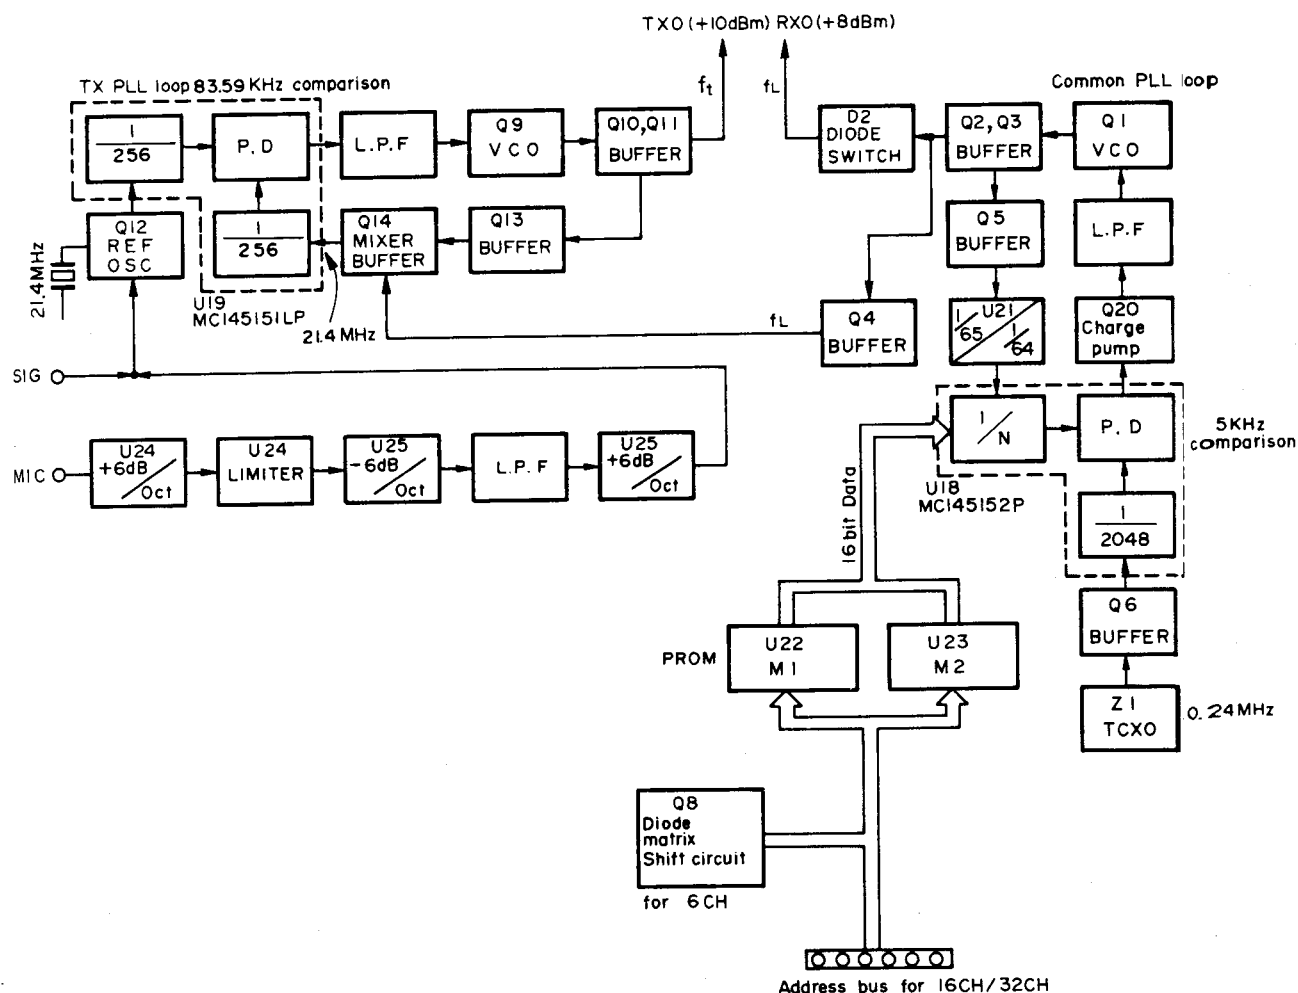 TXO (+10dBm) RXO (+8dBm)
TX PLL loop 83.59 KHz comparison
ft
fL
Common PLL loop
1
256
P.D
L.P.F
Q9
VCO
Q10, Q11
BUFFER
D2
DIODE
SWITCH
Q2, Q3
BUFFER
Q1
VCO
Q12
REF
OSC
21.4MHz
1
256
Q14
MIXER
BUFFER
Q13
BUFFER
Q5
BUFFER
L.P.F
U19
MC145151LP
21.4 MHz
fL
Q4
BUFFER
1/65
U21
1/64
Q20
Charge
pump
SIG
MIC
U24
+6dB
/Oct
U24
LIMITER
U25
-6dB
/Oct
L.P.F
U25
+6dB
/Oct
1/N
P.D
5KHz
comparison
U18
MC145152P
16bit Data
1
2048
Q6
BUFFER
PROM
U22
M1
U23
M2
Z1
TCXO
0.24MHz
Q8
Diode
matrix
Shift circuit
for 6CH
Address bus for 16CH/32CH